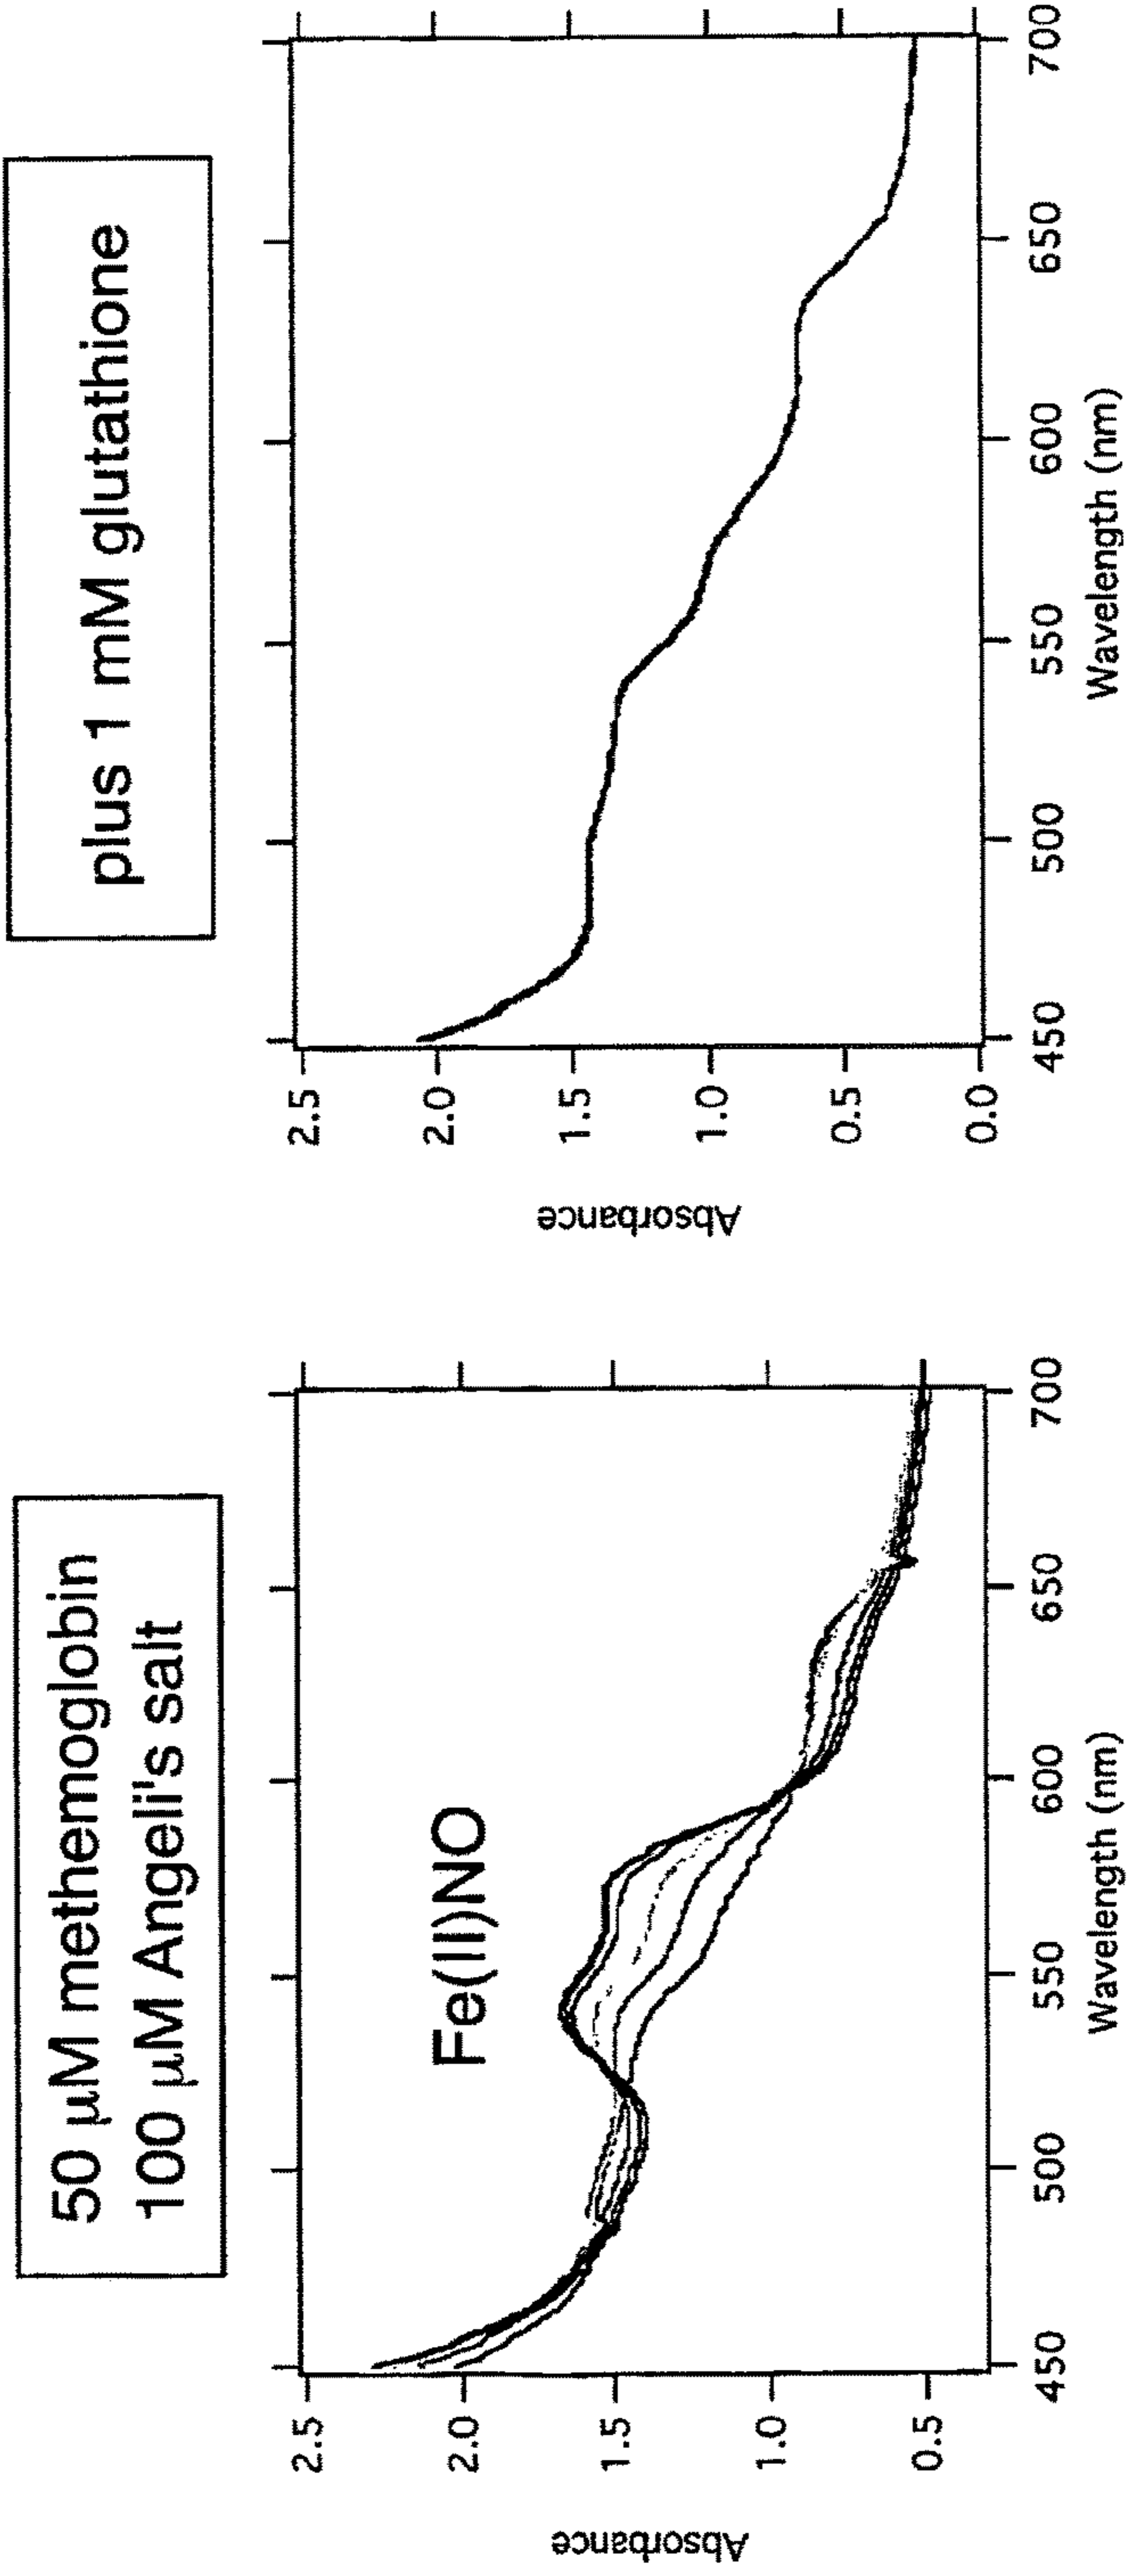 50 μM methemoglobin
100 μM Angeli's salt
Fe(II)NO
Absorbance
2.5
2.0
1.5
1.0
0.5
450
500
550
600
650
700
Wavelength (nm)
plus 1 mM glutathione
Absorbance
2.5
2.0
1.5
1.0
0.5
0.0
450
500
550
600
650
700
Wavelength (nm)